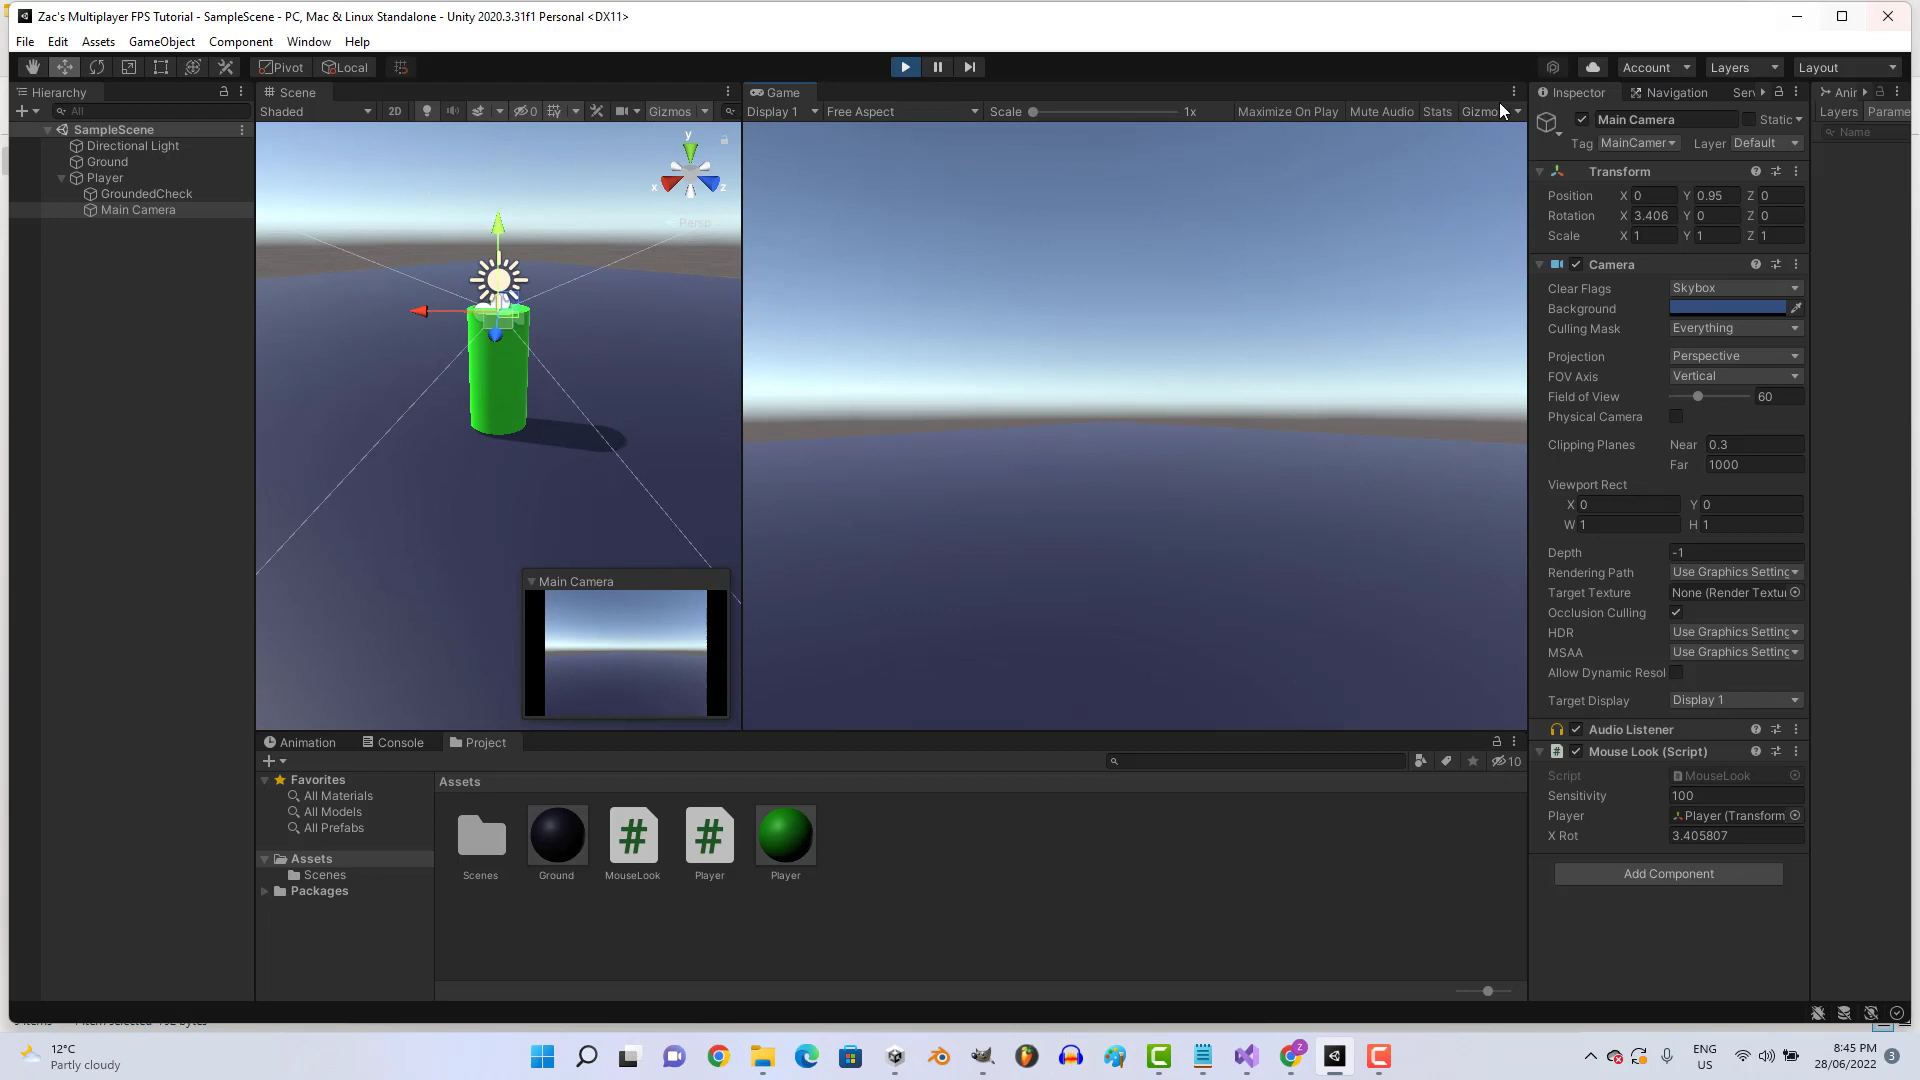 Zac's Multiplayer FPS Tutorial - SampleScene - PC, Mac & Linux Standalone - Unity 2020.3.31f1 Personal <DX11>
File Edit Assets GameObject Component Window Help
Pivot Local Account Layers Layout
Hierarchy
All
SampleScene
Directional Light
Ground
Player
GroundedCheck
Main Camera
Scene
Shaded 2D 0 Gizmos
y
x z
Persp
Main Camera
Game
Display 1 Free Aspect Scale 1x Maximize On Play Mute Audio Stats Gizmo
Inspector Navigation Serv
Main Camera Static
Tag MainCamer Layer Default
Transform
Position X 0 Y 0.95 Z 0
Rotation X 3.406 Y 0 Z 0
Scale X 1 Y 1 Z 1
Camera
Clear Flags Skybox
Background
Culling Mask Everything
Projection Perspective
FOV Axis Vertical
Field of View 60
Physical Camera
Clipping Planes Near 0.3
Far 1000
Viewport Rect
X 0 Y 0
W 1 H 1
Depth -1
Rendering Path Use Graphics Setting
Target Texture None (Render Textu
Occlusion Culling
HDR Use Graphics Setting
MSAA Use Graphics Setting
Allow Dynamic Resol
Target Display Display 1
Audio Listener
Mouse Look (Script)
Script MouseLook
Sensitivity 100
Player Player (Transform
X Rot 3.405807
Add Component
Layers Parame
Name
Animation Console Project
10
Favorites
All Materials
All Models
All Prefabs
Assets
Scenes
Packages
Assets
Scenes Ground MouseLook Player Player
12°C
Partly cloudy
ENG
US
8:45 PM
28/06/2022
3